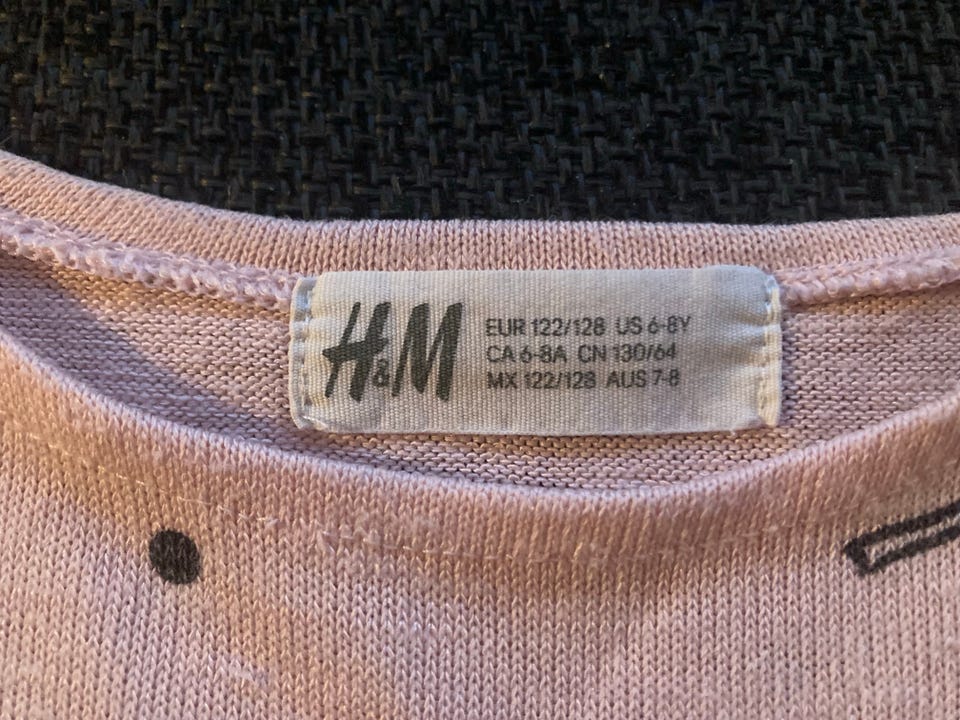 H&M
EUR 122/128 US 6-8Y
CA 6-8A CN 130/64
MX 122/128 AUS 7-8